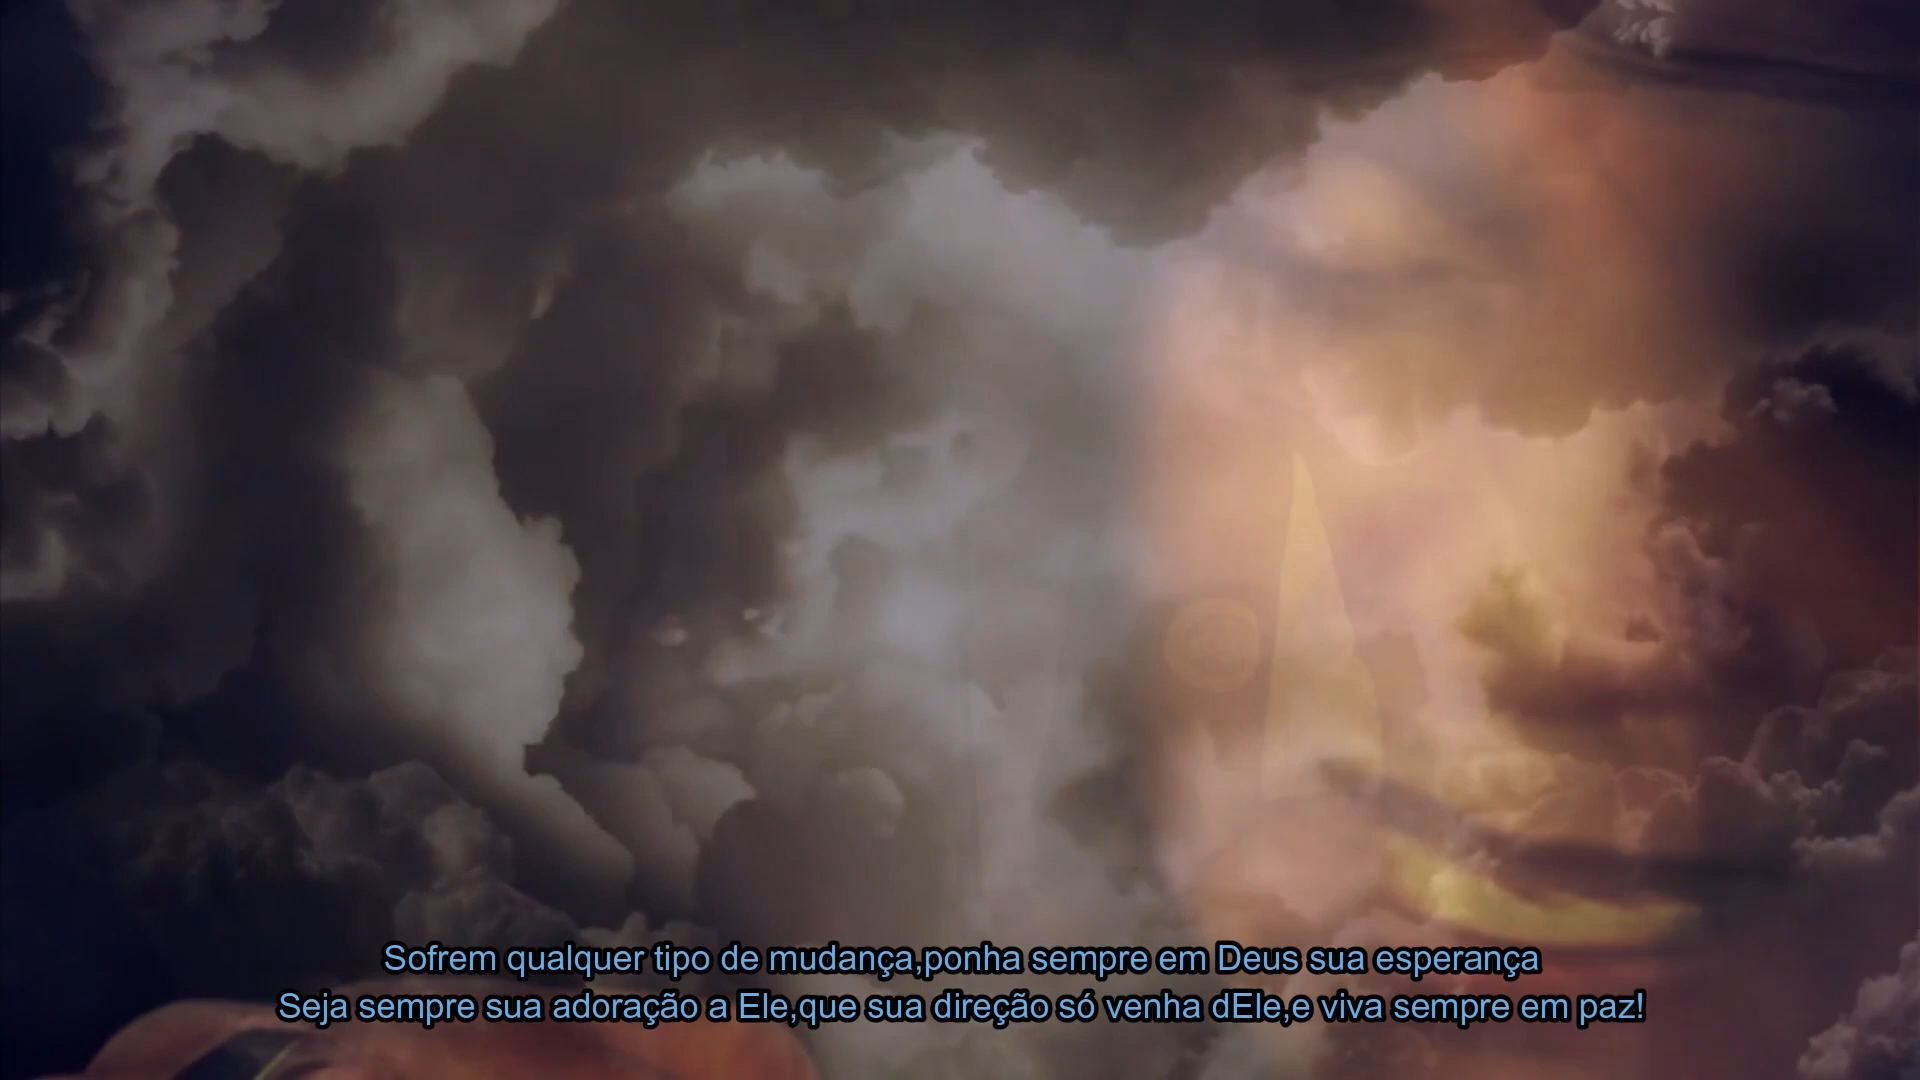 Sofrem qualquer tipo de mudança,ponha sempre em Deus sua esperança
Seja sempre sua adoração a Ele,que sua direção só venha dEle,e viva sempre em paz!